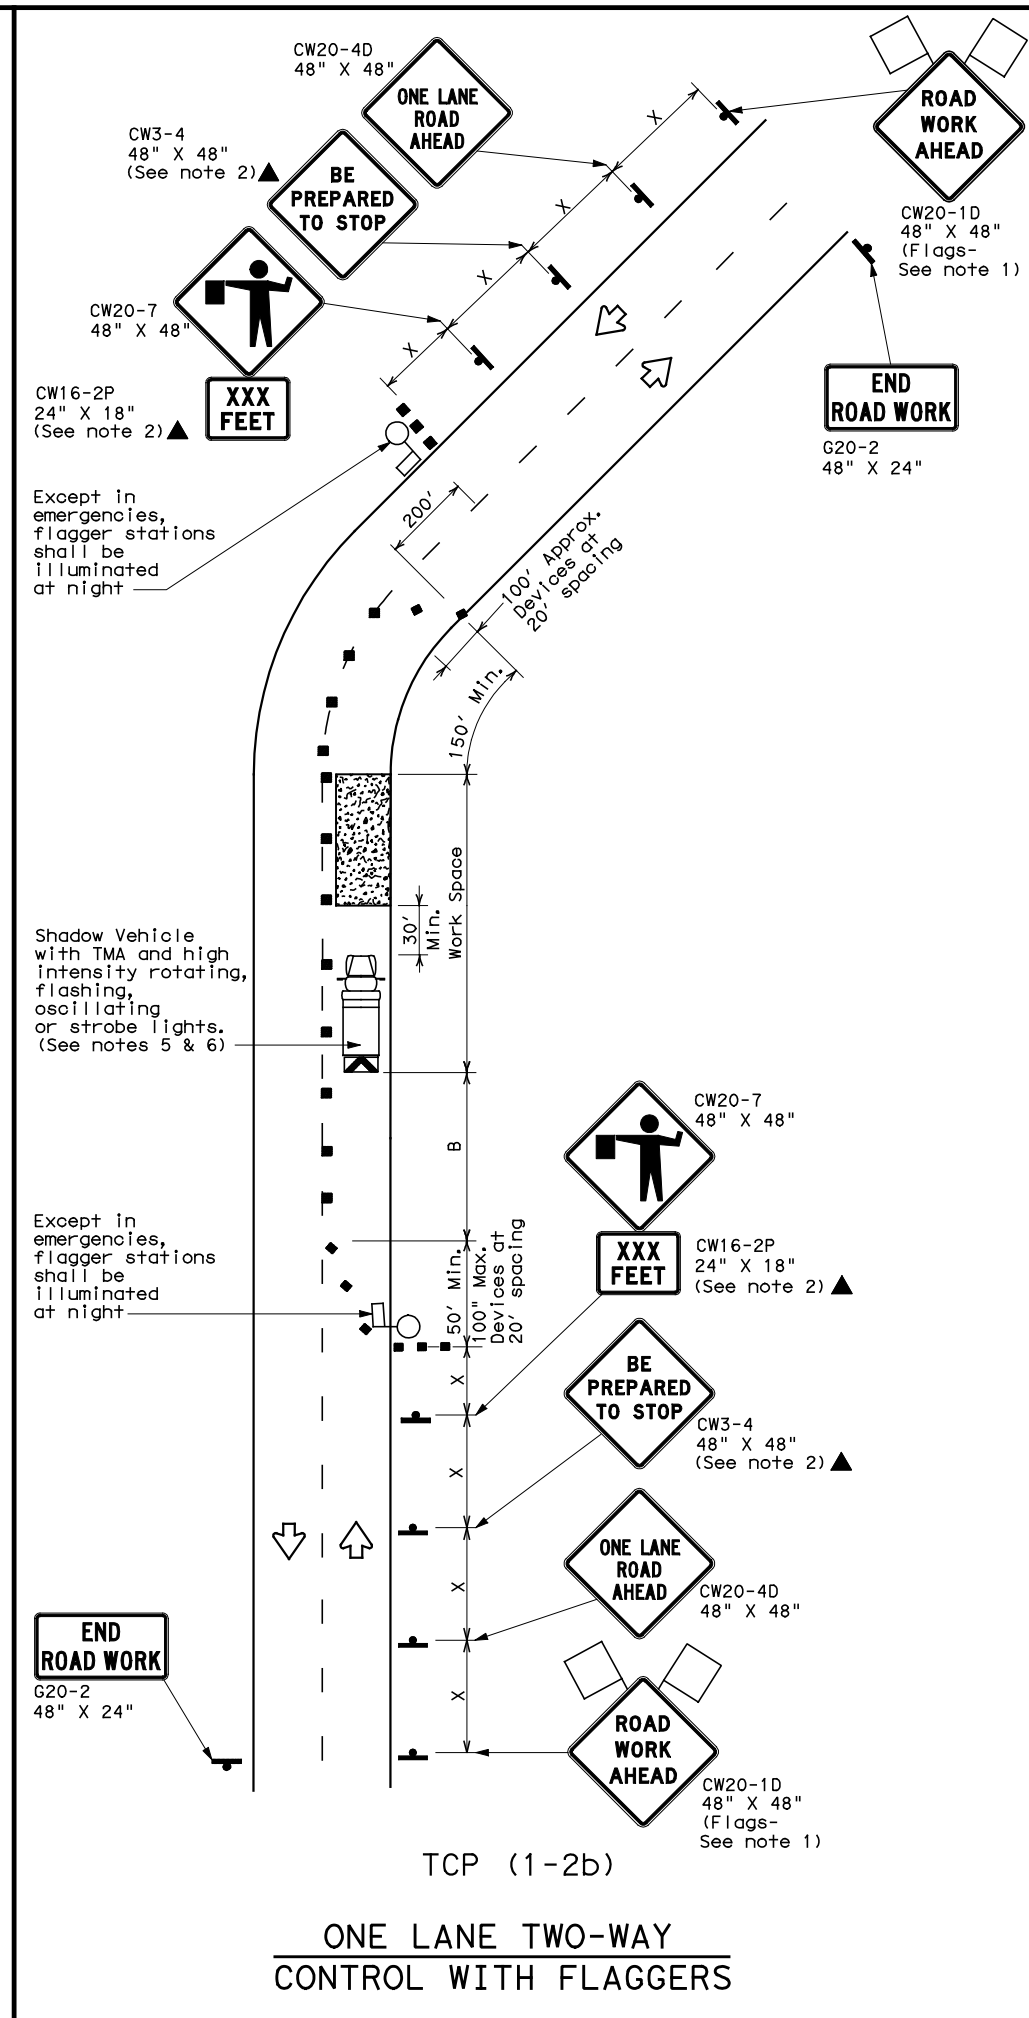 CW20-4D
48" X 48"
ONE LANE
ROAD
AHEAD
ROAD
WORK
AHEAD
CW20-1D
48" X 48"
(Flags-
See note 1)
CW3-4
48" X 48"
(See note 2)
BE
PREPARED
TO STOP
X
X
X
X
CW20-7
48" X 48"
CW16-2P
24" X 18"
(See note 2)
XXX
FEET
END
ROAD WORK
G20-2
48" X 24"
Except in
emergencies,
flagger stations
shall be
illuminated
at night
200'
100' Approx.
Devices at
20' spacing
150' Min.
Work Space
30'
Min.
Shadow Vehicle
with TMA and high
intensity rotating,
flashing,
oscillating
or strobe lights.
(See notes 5 & 6)
B
CW20-7
48" X 48"
XXX
FEET
CW16-2P
24" X 18"
(See note 2)
Except in
emergencies,
flagger stations
shall be
illuminated
at night
50' Min.
100" Max.
Devices at
20' spacing
X
BE
PREPARED
TO STOP
CW3-4
48" X 48"
(See note 2)
X
ONE LANE
ROAD
AHEAD
CW20-4D
48" X 48"
X
END
ROAD WORK
G20-2
48" X 24"
X
ROAD
WORK
AHEAD
CW20-1D
48" X 48"
(Flags-
See note 1)
TCP (1-2b)
ONE LANE TWO-WAY
CONTROL WITH FLAGGERS